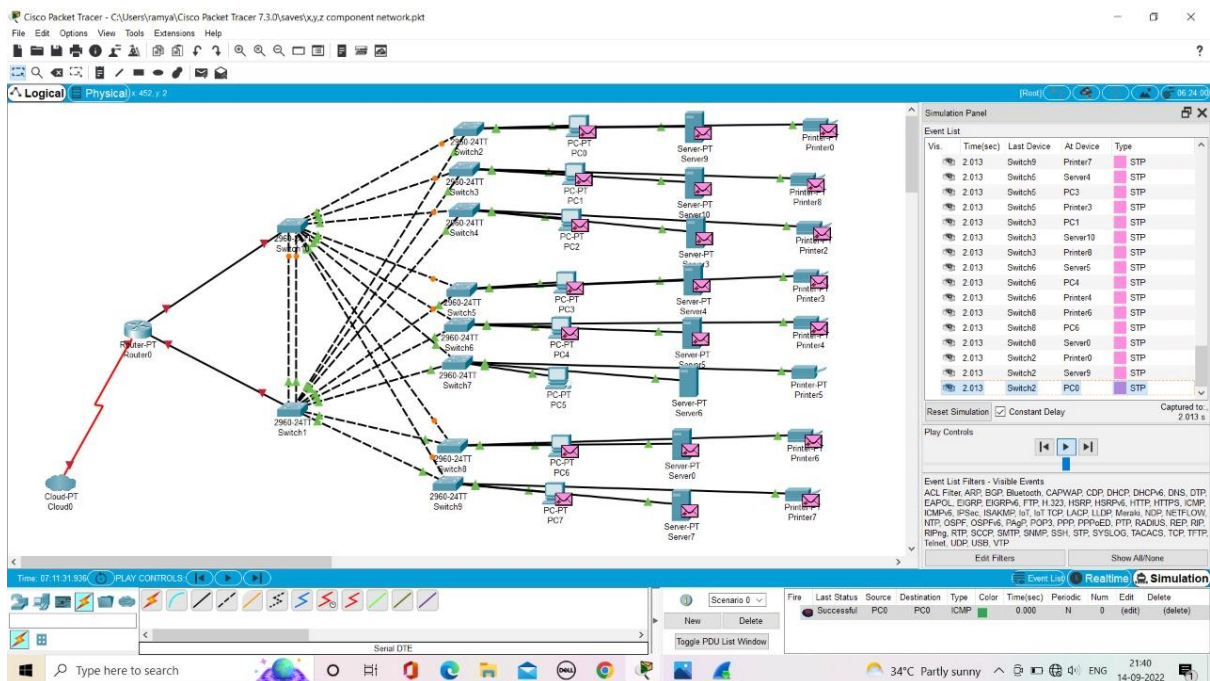 Cisco Packet Tracer - C:\Users\ramya\Cisco Packet Tracer 7.3.0\saves\x,y,z component network.pkt
File Edit Options View Tools Extensions Help
?
Logical Physical x: 452, y: 2 [Root] 06:24:00
2960-24TT
Switch2
PC-PT
PC0
Server-PT
Server9
Printer-PT
Printer0
2960-24TT
Switch3
PC-PT
PC1
Server-PT
Server10
Printer-PT
Printer8
2960-24TT
Switch4
PC-PT
PC2
Server-PT
Printer-PT
Printer2
2960-24TT
2960-24TT
Switch5
PC-PT
PC3
Server-PT
Server4
Printer-PT
Printer3
2960-24TT
Switch6
PC-PT
PC4
Server-PT
Server5
Printer-PT
Printer4
2960-24TT
Switch7
PC-PT
PC5
Server-PT
Server6
Printer-PT
Printer5
Router-PT
Router0
2960-24TT
Switch1
2960-24TT
Switch8
PC-PT
PC6
Server-PT
Server0
Printer-PT
Printer6
2960-24TT
Switch9
PC-PT
PC7
Server-PT
Server7
Printer-PT
Printer7
Cloud-PT
Cloud0
Simulation Panel
Event List
Vis. Time(sec) Last Device At Device Type
2.013 Switch9 Printer7 STP
2.013 Switch5 Server4 STP
2.013 Switch5 PC3 STP
2.013 Switch5 Printer3 STP
2.013 Switch3 PC1 STP
2.013 Switch3 Server10 STP
2.013 Switch3 Printer8 STP
2.013 Switch6 Server5 STP
2.013 Switch6 PC4 STP
2.013 Switch6 Printer4 STP
2.013 Switch8 Printer6 STP
2.013 Switch8 PC6 STP
2.013 Switch8 Server0 STP
2.013 Switch2 Printer0 STP
2.013 Switch2 Server9 STP
2.013 Switch2 PC0 STP
Reset Simulation Constant Delay Captured to:
2.013 s
Play Controls
Event List Filters - Visible Events
ACL Filter, ARP, BGP, Bluetooth, CAPWAP, CDP, DHCP, DHCPv6, DNS, DTP,
EAPOL, EIGRP, EIGRPv6, FTP, H.323, HSRP, HSRPv6, HTTP, HTTPS, ICMP,
ICMPv6, IPSec, ISAKMP, IoT, IoT TCP, LACP, LLDP, Meraki, NDP, NETFLOW,
NTP, OSPF, OSPFv6, PAgP, POP3, PPP, PPPoED, PTP, RADIUS, REP, RIP,
RIPng, RTP, SCCP, SMTP, SNMP, SSH, STP, SYSLOG, TACACS, TCP, TFTP,
Telnet, UDP, USB, VTP
Edit Filters Show All/None
Time: 07:11:31.936 PLAY CONTROLS: Event List Realtime Simulation
Scenario 0
New Delete
Toggle PDU List Window
Fire Last Status Source Destination Type Color Time(sec) Periodic Num Edit Delete
Successful PC0 PC0 ICMP 0.000 N 0 (edit) (delete)
Serial DTE
Type here to search
DELL
34°C Partly sunny ENG 21:40
14-09-2022